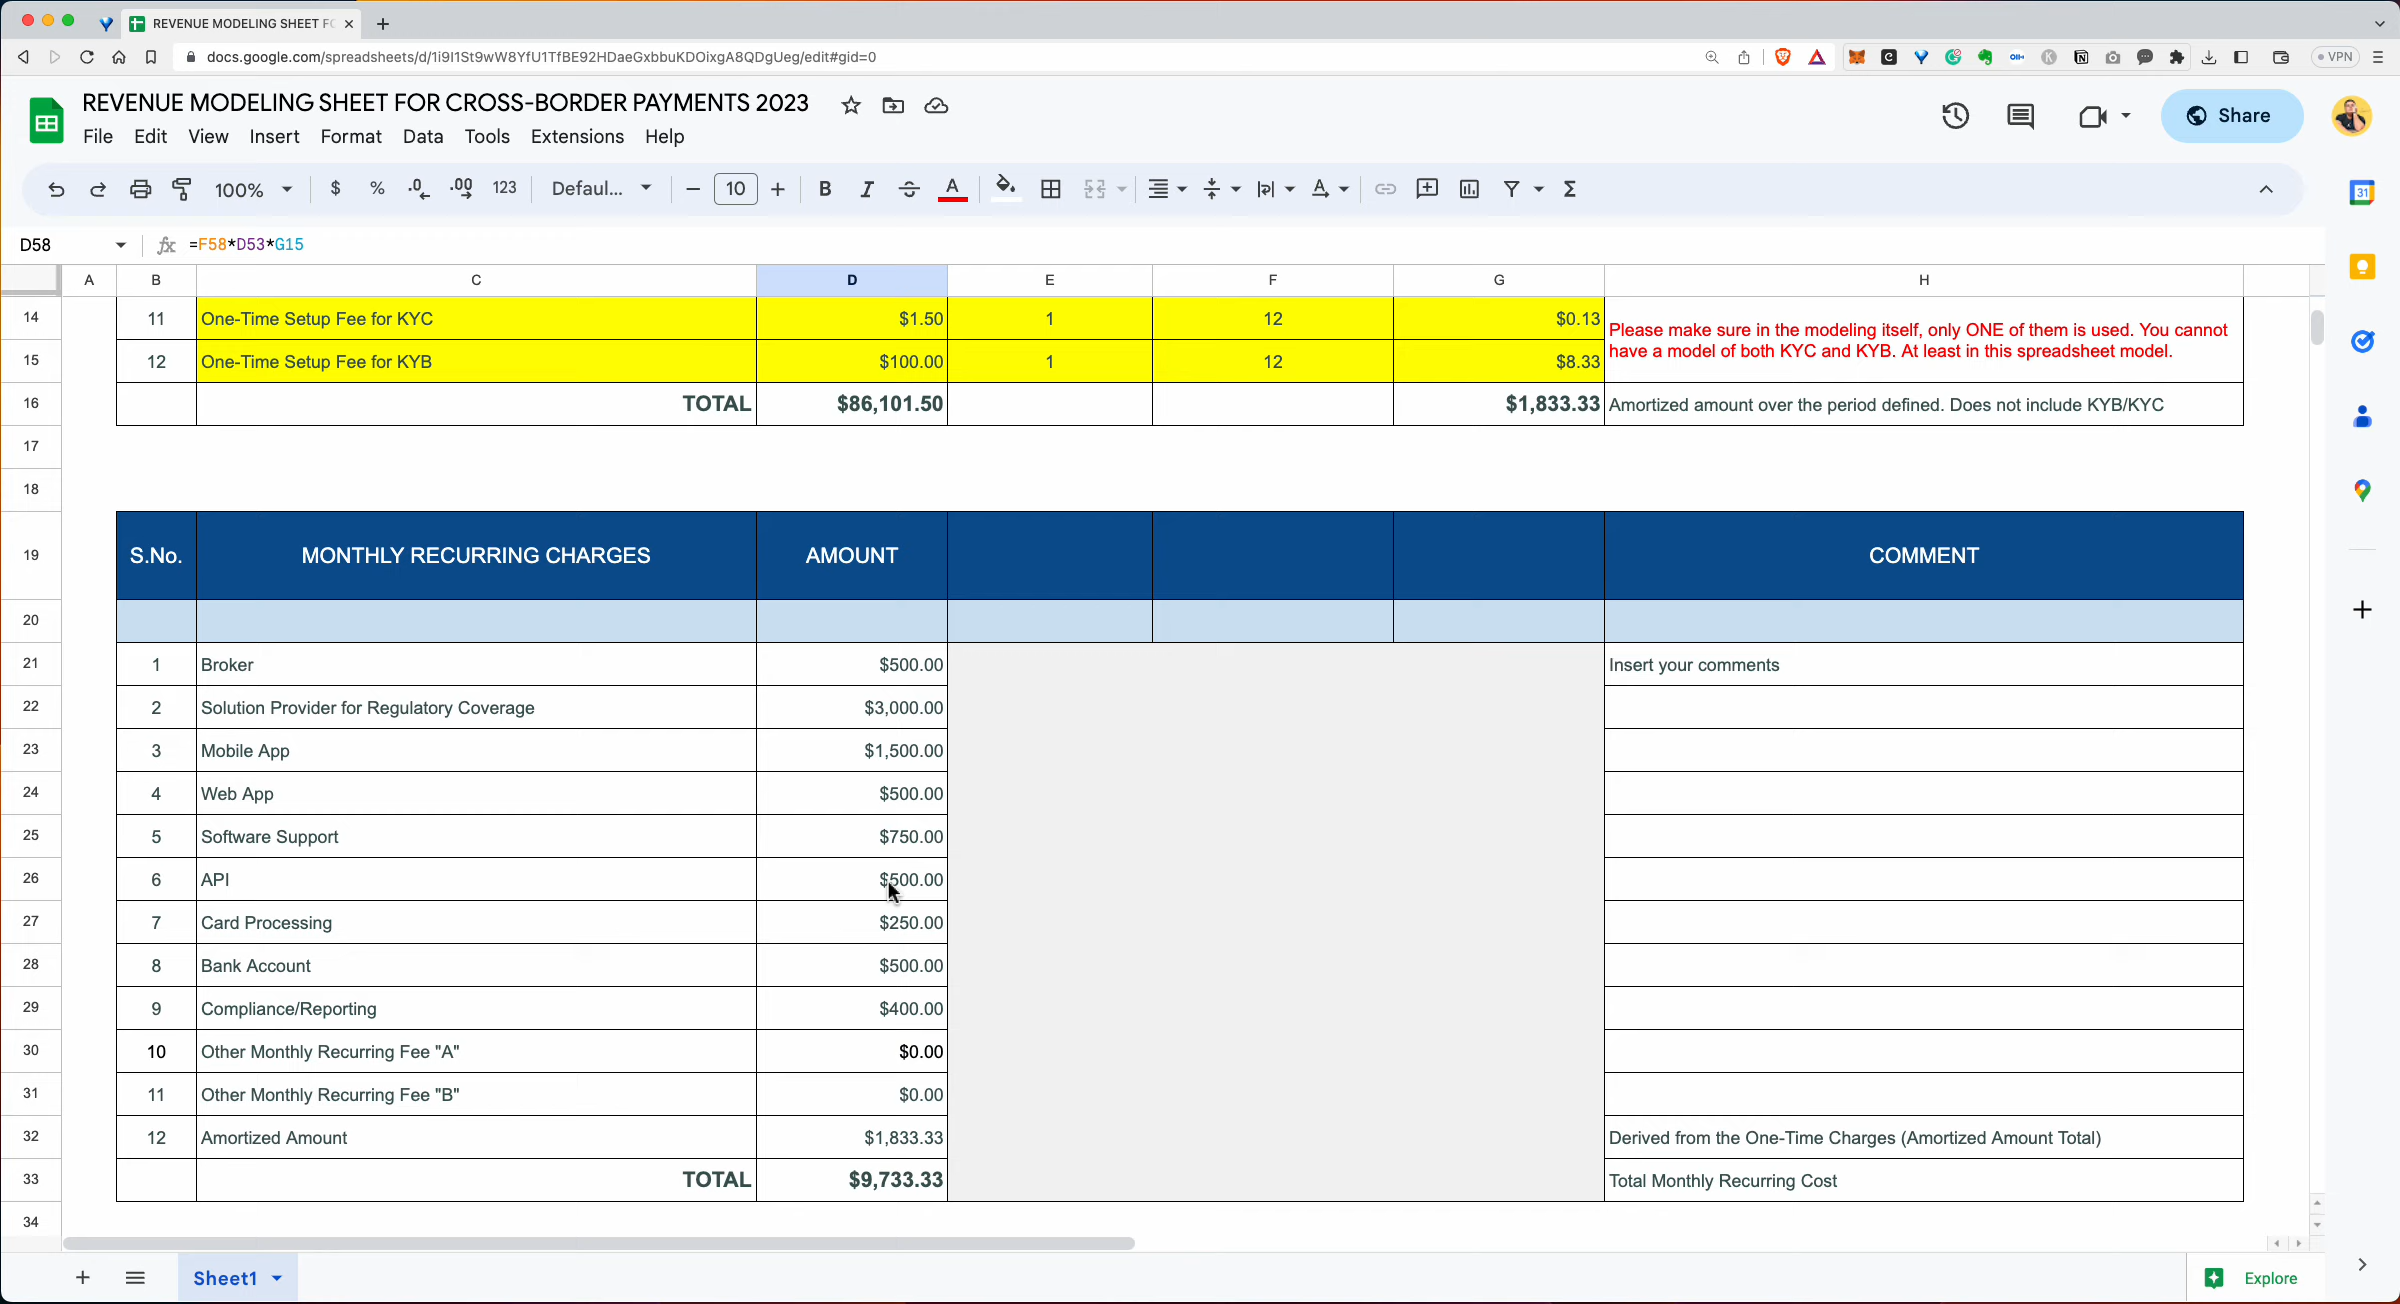 REVENUE MODELING SHEET FO
docs.google.com/spreadsheets/d/1i9I1St9wW8YfU1TfBE92HDaeGxbbuKDOixgA8QDgUeg/edit#gid=0
VPN
REVENUE MODELING SHEET FOR CROSS-BORDER PAYMENTS 2023
File Edit View Insert Format Data Tools Extensions Help
Share
100% $ % .0 .00 123 Defaul... 10 B I S A
31
D58 fx =F58*D53*G15
A B C D E F G H
14 11 One-Time Setup Fee for KYC $1.50 1 12 $0.13
Please make sure in the modeling itself, only ONE of them is used. You cannot
have a model of both KYC and KYB. At least in this spreadsheet model.
15 12 One-Time Setup Fee for KYB $100.00 1 12 $8.33
16 TOTAL $86,101.50 $1,833.33 Amortized amount over the period defined. Does not include KYB/KYC
17
18
19 S.No. MONTHLY RECURRING CHARGES AMOUNT COMMENT
20
21 1 Broker $500.00 Insert your comments
22 2 Solution Provider for Regulatory Coverage $3,000.00
23 3 Mobile App $1,500.00
24 4 Web App $500.00
25 5 Software Support $750.00
26 6 API $500.00
27 7 Card Processing $250.00
28 8 Bank Account $500.00
29 9 Compliance/Reporting $400.00
30 10 Other Monthly Recurring Fee "A" $0.00
31 11 Other Monthly Recurring Fee "B" $0.00
32 12 Amortized Amount $1,833.33 Derived from the One-Time Charges (Amortized Amount Total)
33 TOTAL $9,733.33 Total Monthly Recurring Cost
34
Sheet1
Explore